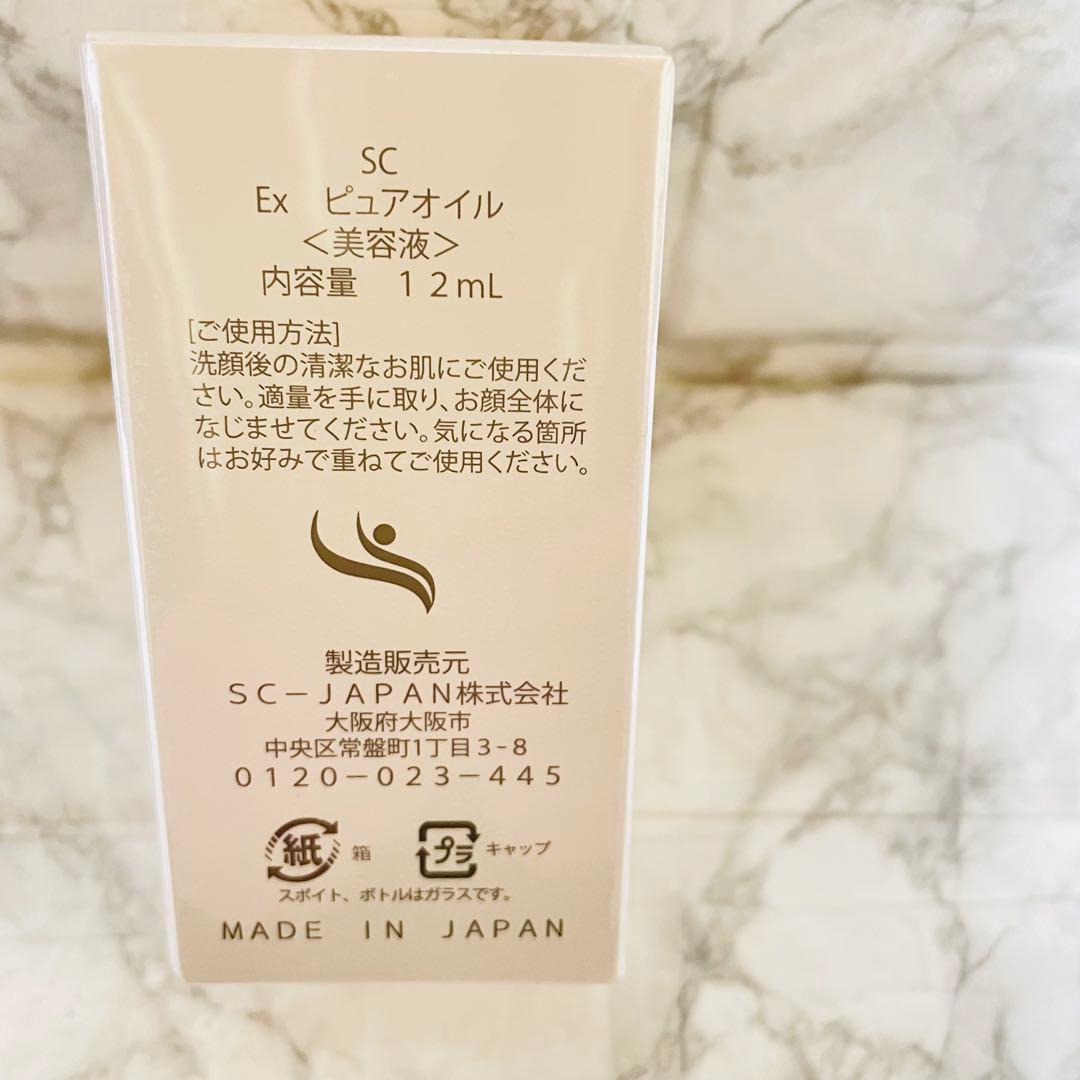 SC
Ex　ピュアオイル
＜美容液＞
内容量　１２mL
[ご使用方法]
洗顔後の清潔なお肌にご使用くだ
さい。適量を手に取り、お顔全体に
なじませてください。気になる箇所
はお好みで重ねてご使用ください。
製造販売元
ＳＣ－ＪＡＰＡＮ株式会社
大阪府大阪市
中央区常盤町1丁目３-８
０１２０－０２３－４４５
紙 箱 プラ キャップ
スポイト、ボトルはガラスです。
MADE IN JAPAN